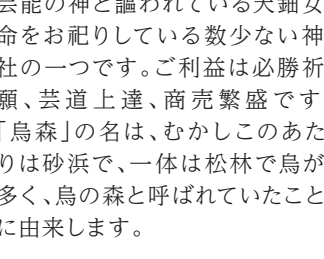 芸能の神と謳われている天鈿女
命をお祀りしている数少ない神
社の一つです。ご利益は必勝祈
願、芸道上達、商売繁盛です
「烏森」の名は、むかしこのあた
りは砂浜で、一体は松林で烏が
多く、烏の森と呼ばれていたこと
に由来します。